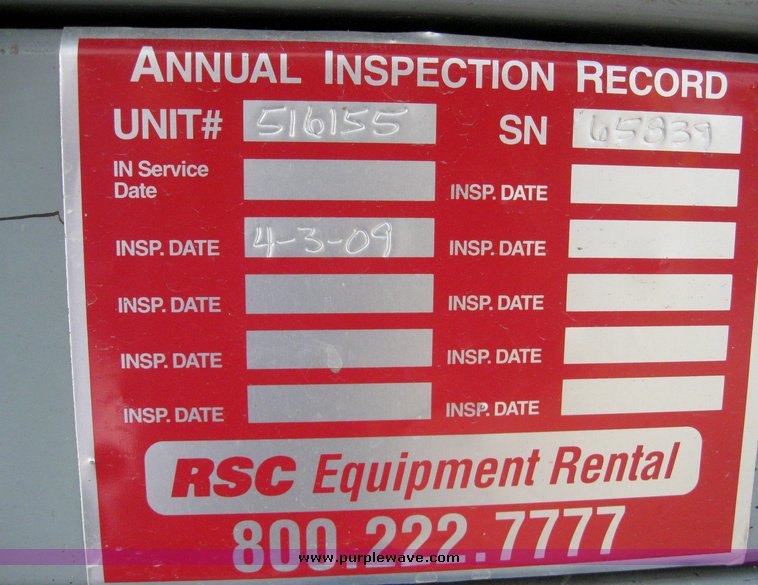 ANNUAL INSPECTION RECORD
UNIT# 516155 SN 65839
IN Service
Date INSP. DATE
INSP. DATE 4-3-09 INSP. DATE
INSP. DATE INSP. DATE
INSP. DATE INSP. DATE
INSP. DATE INSP. DATE
RSC Equipment Rental
800.222.7777
www.purplewave.com